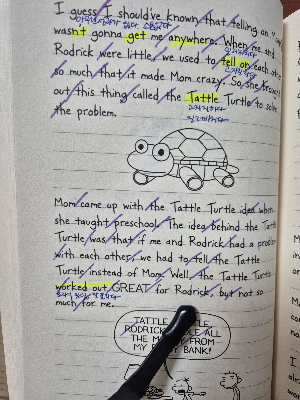 I guess I should've known that telling on
wasn't gonna get me anywhere. When me and
Rodrick were little, we used to tell on each
so much that it made Mom crazy. So she
out this thing called the Tattle Turtle to
the problem.
Mom came up with the Tattle Turtle idea when
she taught preschool. The idea behind the Tattle
Turtle was that if me and Rodrick had a problem
with each other, we had to tell the Tattle
Turtle instead of Mom. Well, the Tattle Turtle
worked out GREAT for Rodrick, but not so
much for me.
TATTLE
RODRICK ALL
THE FROM
MY BANK!